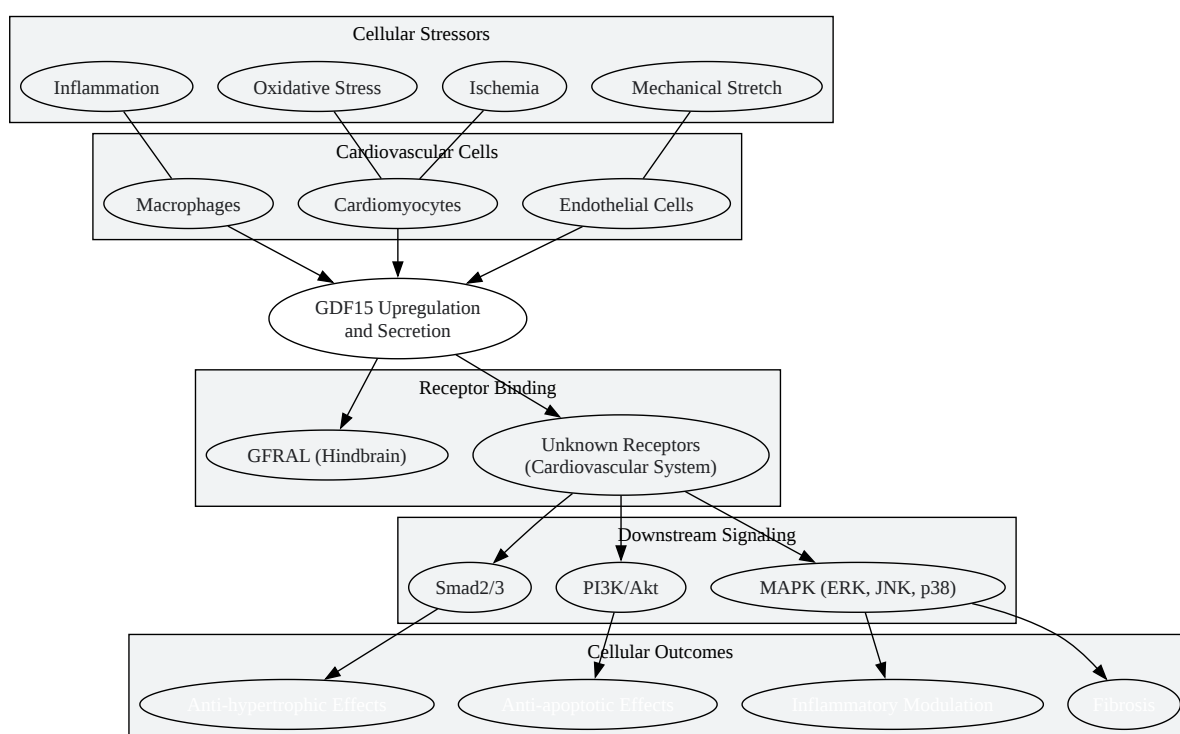 Cellular Stressors
Inflammation
Oxidative Stress
Ischemia
Mechanical Stretch
Cardiovascular Cells
Macrophages
Cardiomyocytes
Endothelial Cells
GDF15 Upregulation
and Secretion
Receptor Binding
GFRAL (Hindbrain)
Unknown Receptors
(Cardiovascular System)
Downstream Signaling
Smad2/3
PI3K/Akt
MAPK (ERK, JNK, p38)
Cellular Outcomes
Anti-hypertrophic Effects
Anti-apoptotic Effects
Inflammatory Modulation
Fibrosis